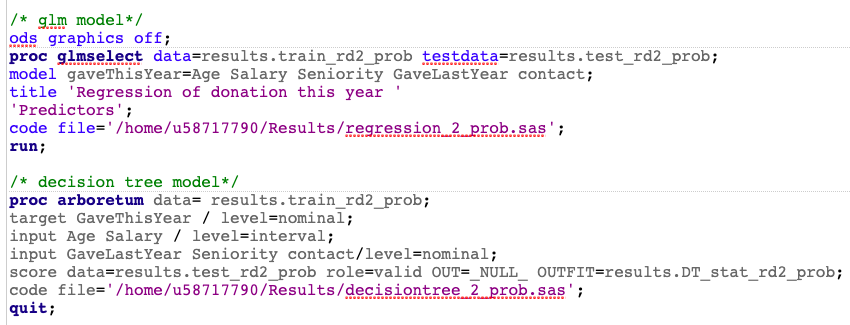 /* glm model*/
ods graphics off;
proc glmselect data=results.train_rd2_prob testdata=results.test_rd2_prob;
model gaveThisYear=Age Salary Seniority GaveLastYear contact;
title 'Regression of donation this year '
'Predictors';
code file='/home/u58717790/Results/regression_2_prob.sas';
run;
/* decision tree model*/
proc arboretum data= results.train_rd2_prob;
target GaveThisYear / level=nominal;
input Age Salary / level=interval;
input GaveLastYear Seniority contact/level=nominal;
score data=results.test_rd2_prob role=valid OUT=_NULL_ OUTFIT=results.DT_stat_rd2_prob;
code file='/home/u58717790/Results/decisiontree_2_prob.sas';
quit;